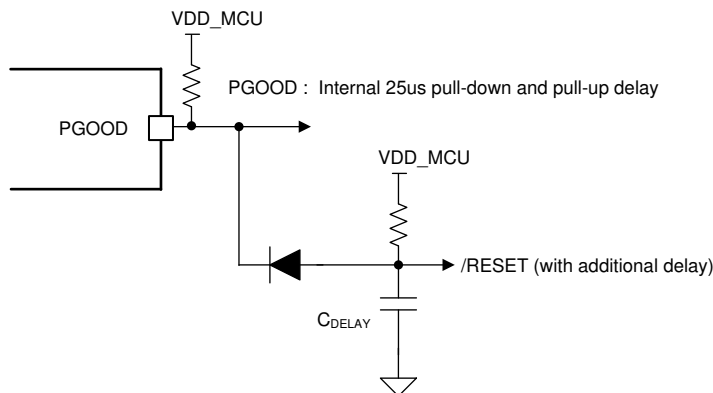 VDD_MCU
PGOOD : Internal 25us pull-down and pull-up delay
PGOOD
VDD_MCU
/RESET (with additional delay)
CDELAY